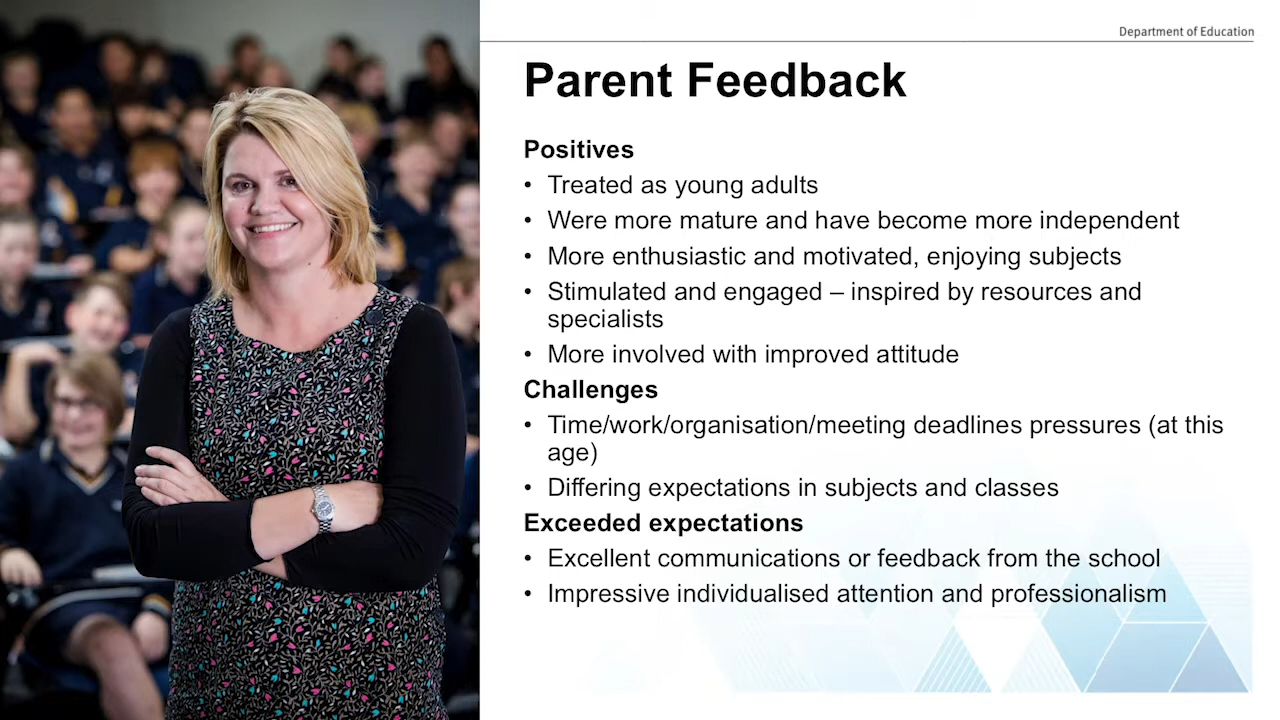 Department of Education
Parent Feedback
Positives
• Treated as young adults
• Were more mature and have become more independent
• More enthusiastic and motivated, enjoying subjects
• Stimulated and engaged – inspired by resources and
specialists
• More involved with improved attitude
Challenges
• Time/work/organisation/meeting deadlines pressures (at this
age)
• Differing expectations in subjects and classes
Exceeded expectations
• Excellent communications or feedback from the school
• Impressive individualised attention and professionalism